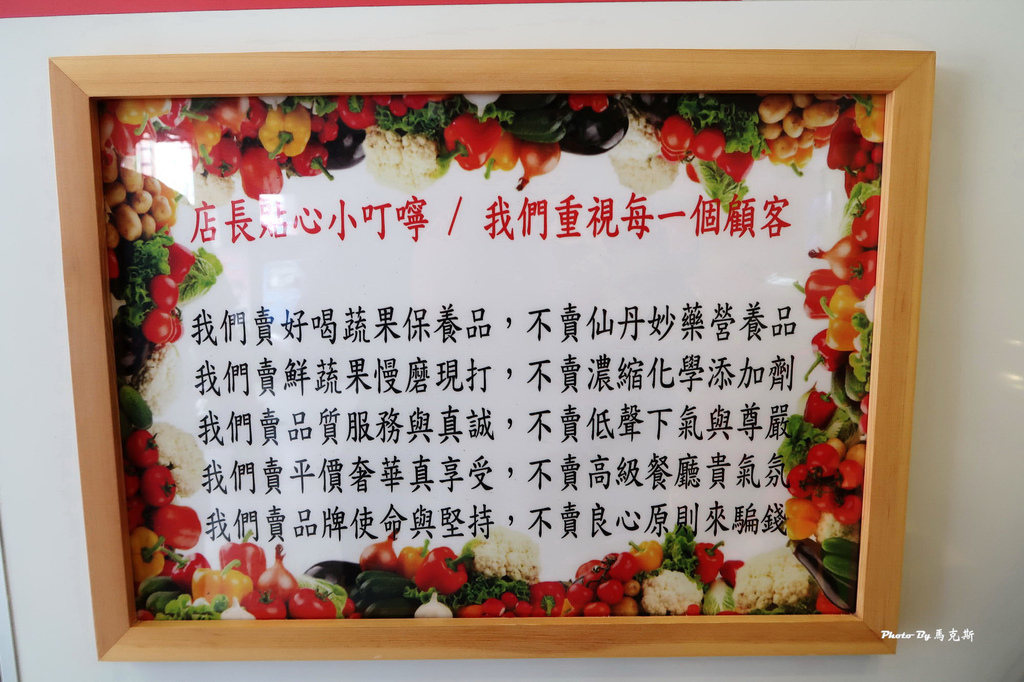 店長貼心小叮嚀 / 我們重視每一個顧客
我們賣好喝蔬果保養品，不賣仙丹妙藥營養品
我們賣鮮蔬果慢磨現打，不賣濃縮化學添加劑
我們賣品質服務與真誠，不賣低聲下氣與尊嚴
我們賣平價奢華真享受，不賣高級餐廳貴氣氛
我們賣品牌使命與堅持，不賣良心原則來騙錢
Photo By 馬克斯